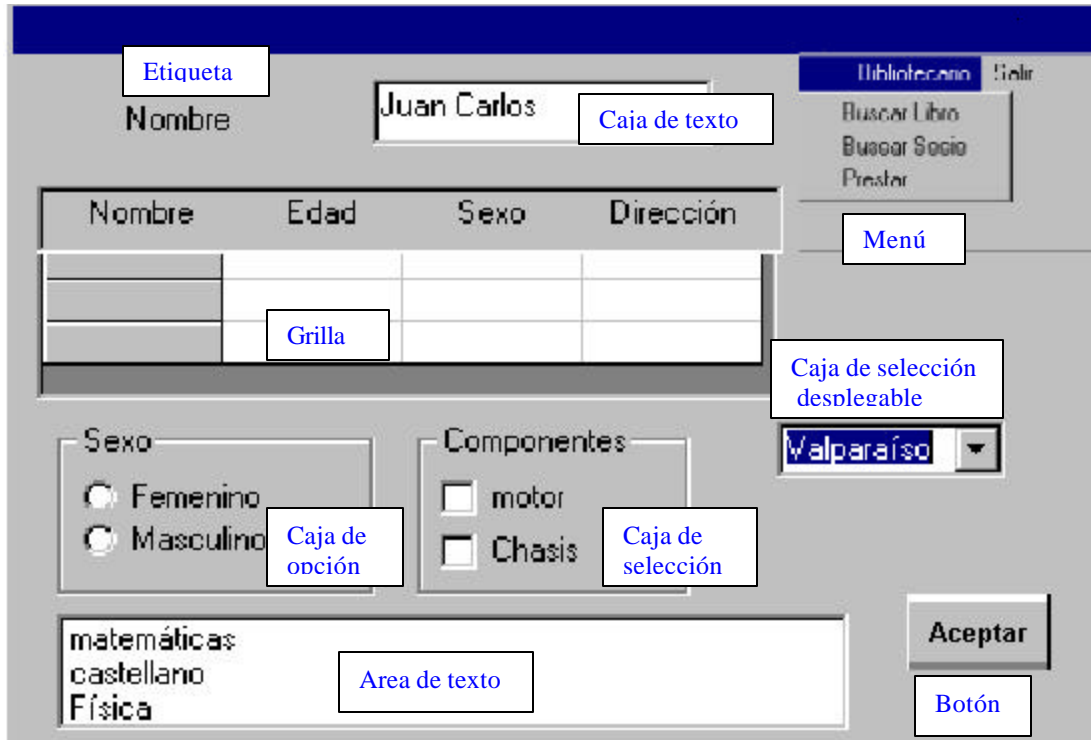 Etiqueta
Nombre
Juan Carlos
Caja de texto
Bibliotecario Salir
Buscar Libro
Buscar Socio
Prestar
Menú
Nombre Edad Sexo Dirección
Grilla
Caja de selección
desplegable
Valparaíso
Sexo
Femenino
Masculino
Caja de
opción
Componentes
motor
Chasis
Caja de
selección
matemáticas
castellano
Física
Area de texto
Aceptar
Botón